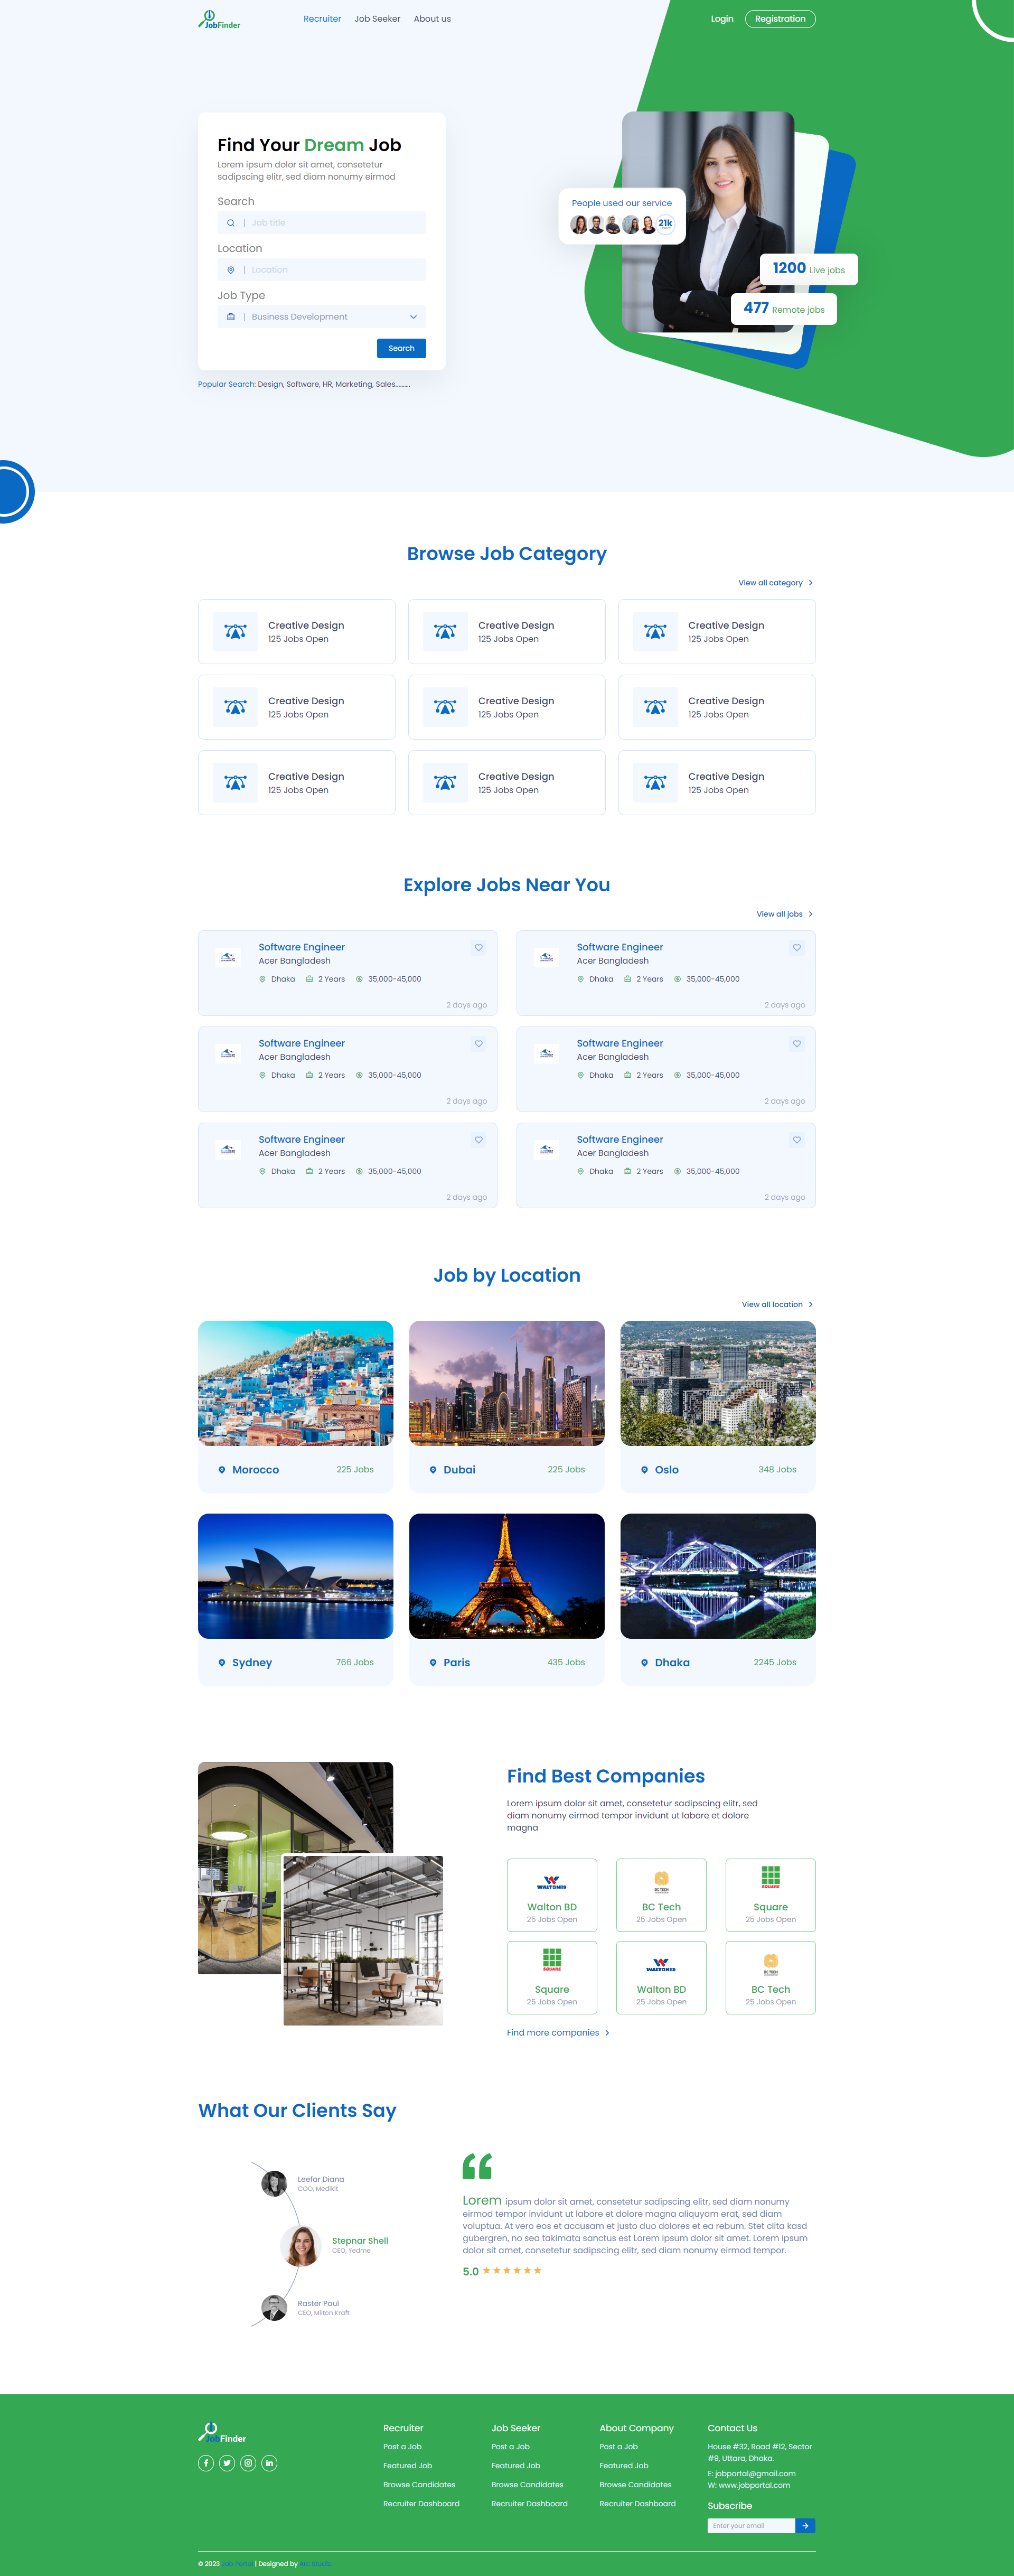 JobFinder
Recruiter Job Seeker About us
Login Registration
Find Your Dream Job
Lorem ipsum dolor sit amet, consetetur
sadipscing elitr, sed diam nonumy eirmod
Search
Job title
Location
Location
Job Type
Business Development
Search
Popular Search: Design, Software, HR, Marketing, Sales........
People used our service
21k
1200 Live jobs
477 Remote jobs
Browse Job Category
View all category
Creative Design
125 Jobs Open
Creative Design
125 Jobs Open
Creative Design
125 Jobs Open
Creative Design
125 Jobs Open
Creative Design
125 Jobs Open
Creative Design
125 Jobs Open
Creative Design
125 Jobs Open
Creative Design
125 Jobs Open
Creative Design
125 Jobs Open
Explore Jobs Near You
View all jobs
Software Engineer
Acer Bangladesh
Dhaka 2 Years 35,000-45,000
2 days ago
Software Engineer
Acer Bangladesh
Dhaka 2 Years 35,000-45,000
2 days ago
Software Engineer
Acer Bangladesh
Dhaka 2 Years 35,000-45,000
2 days ago
Software Engineer
Acer Bangladesh
Dhaka 2 Years 35,000-45,000
2 days ago
Software Engineer
Acer Bangladesh
Dhaka 2 Years 35,000-45,000
2 days ago
Software Engineer
Acer Bangladesh
Dhaka 2 Years 35,000-45,000
2 days ago
Job by Location
View all location
Morocco 225 Jobs
Dubai 225 Jobs
Oslo 348 Jobs
Sydney 766 Jobs
Paris 435 Jobs
Dhaka 2245 Jobs
Find Best Companies
Lorem ipsum dolor sit amet, consetetur sadipscing elitr, sed
diam nonumy eirmod tempor invidunt ut labore et dolore
magna
Walton BD
25 Jobs Open
BC TECH
BC Tech
25 Jobs Open
SQUARE
Square
25 Jobs Open
SQUARE
Square
25 Jobs Open
Walton BD
25 Jobs Open
BC TECH
BC Tech
25 Jobs Open
Find more companies
What Our Clients Say
Leefar Diana
COO, Medikit
Stepnar Shell
CEO, Yedme
Raster Paul
CEO, Milton Kraft
Lorem ipsum dolor sit amet, consetetur sadipscing elitr, sed diam nonumy
eirmod tempor invidunt ut labore et dolore magna aliquyam erat, sed diam
voluptua. At vero eos et accusam et justo duo dolores et ea rebum. Stet clita kasd
gubergren, no sea takimata sanctus est Lorem ipsum dolor sit amet. Lorem ipsum
dolor sit amet, consetetur sadipscing elitr, sed diam nonumy eirmod tempor.
5.0
JobFinder
Recruiter
Post a Job
Featured Job
Browse Candidates
Recruiter Dashboard
Job Seeker
Post a Job
Featured Job
Browse Candidates
Recruiter Dashboard
About Company
Post a Job
Featured Job
Browse Candidates
Recruiter Dashboard
Contact Us
House #32, Road #12, Sector
#9, Uttara, Dhaka.
E: jobportal@gmail.com
W: www.jobportal.com
Subscribe
Enter your email
© 2023 Job Portal | Designed by